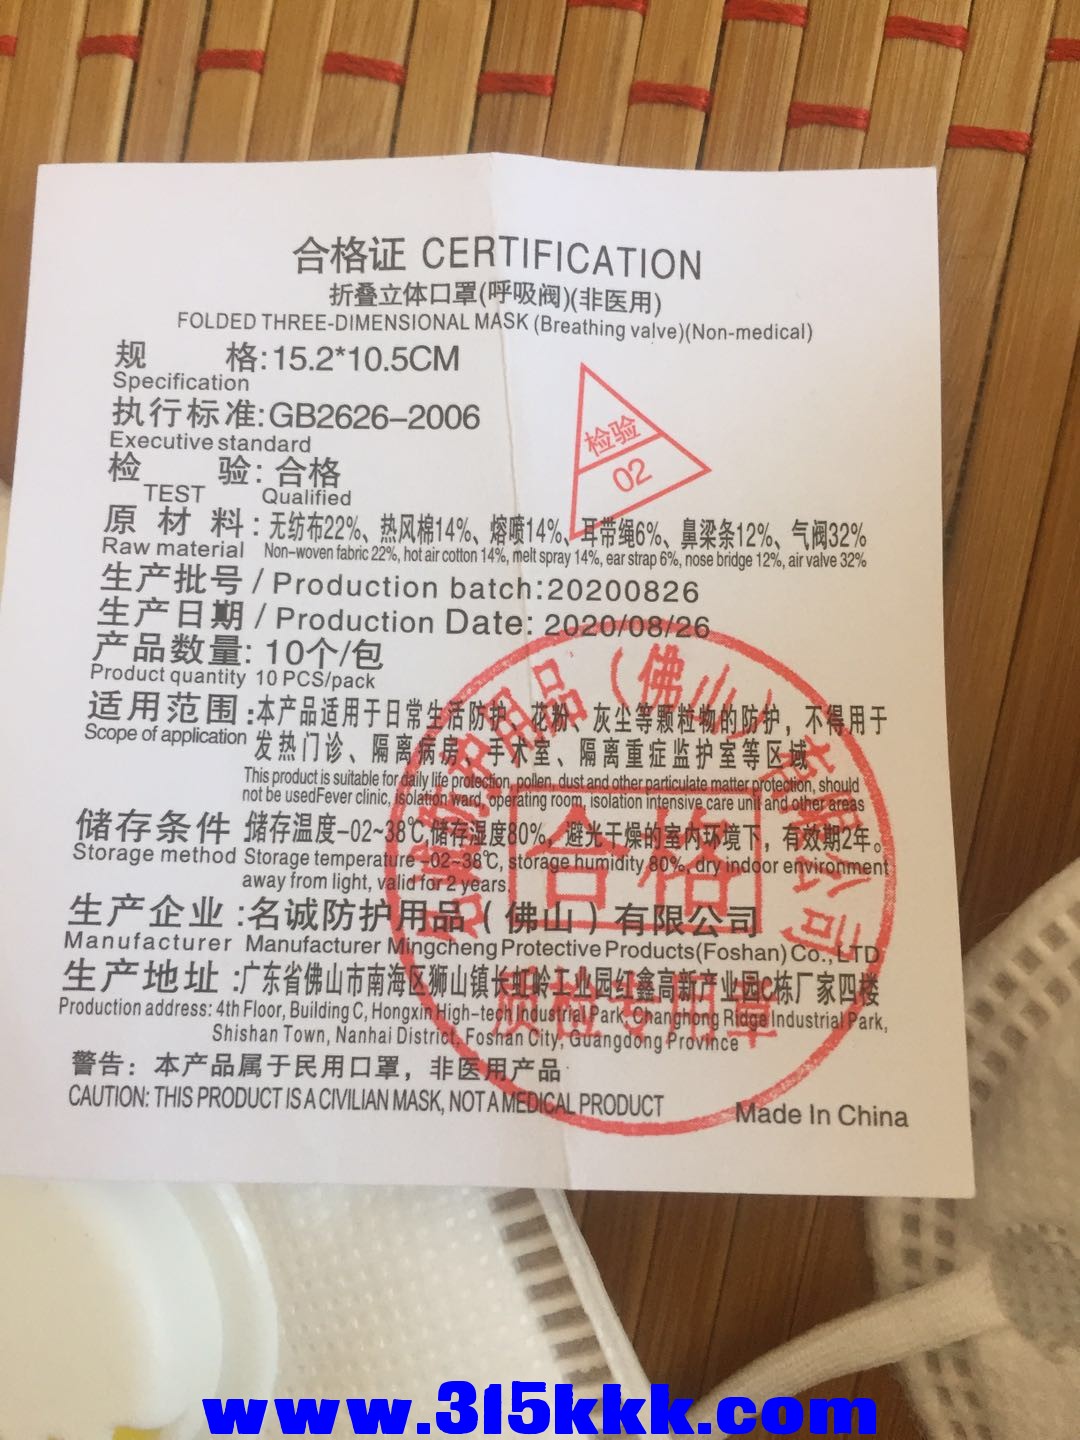 合格证 CERTIFICATION
折叠立体口罩(呼吸阀)(非医用)
FOLDED THREE-DIMENSIONAL MASK (Breathing valve)(Non-medical)
规 格:15.2*10.5CM
Specification
执行标准:GB2626-2006
Executive standard
检 验:合格
TEST Qualified
检验
02
原材料:无纺布22%、热风棉14%、熔喷14%、耳带绳6%、鼻梁条12%、气阀32%
Raw material Non-woven fabric 22%, hot air cotton 14%, melt spray 14%, ear strap 6%, nose bridge 12%, air valve 32%
生产批号/Production batch:20200826
生产日期/Production Date: 2020/08/26
产品数量: 10个/包
Product quantity 10 PCS/pack
适用范围:本产品适用于日常生活防护、花粉、灰尘等颗粒物的防护，不得用于
Scope of application 发热门诊、隔离病房、手术室、隔离重症监护室等区域
This product is suitable for daily life protection, pollen, dust and other particulate matter protection, should
not be usedFever clinic, isolation ward, operating room, isolation intensive care unit and other areas
储存条件:储存温度-02~38℃,储存湿度80%，避光干燥的室内环境下，有效期2年。
Storage method Storage temperature -02~38℃, storage humidity 80%, dry indoor environment
away from light, valid for 2 years,
生产企业:名诚防护用品(佛山)有限公司
Manufacturer Manufacturer Mingcheng Protective Products(Foshan) Co., LTD
生产地址:广东省佛山市南海区狮山镇长虹岭工业园红鑫高新产业园C栋厂家四楼
Production address: 4th Floor, Building C, Hongxin High-tech Industrial Park, Changhong Ridge Industrial Park,
Shishan Town, Nanhai District, Foshan City, Guangdong Province
警告：本产品属于民用口罩，非医用产品
CAUTION: THIS PRODUCT IS A CIVILIAN MASK, NOT A MEDICAL PRODUCT
Made In China
名诚防护用品(佛山)有限公司
合格
质检专用章
www.315kkk.com